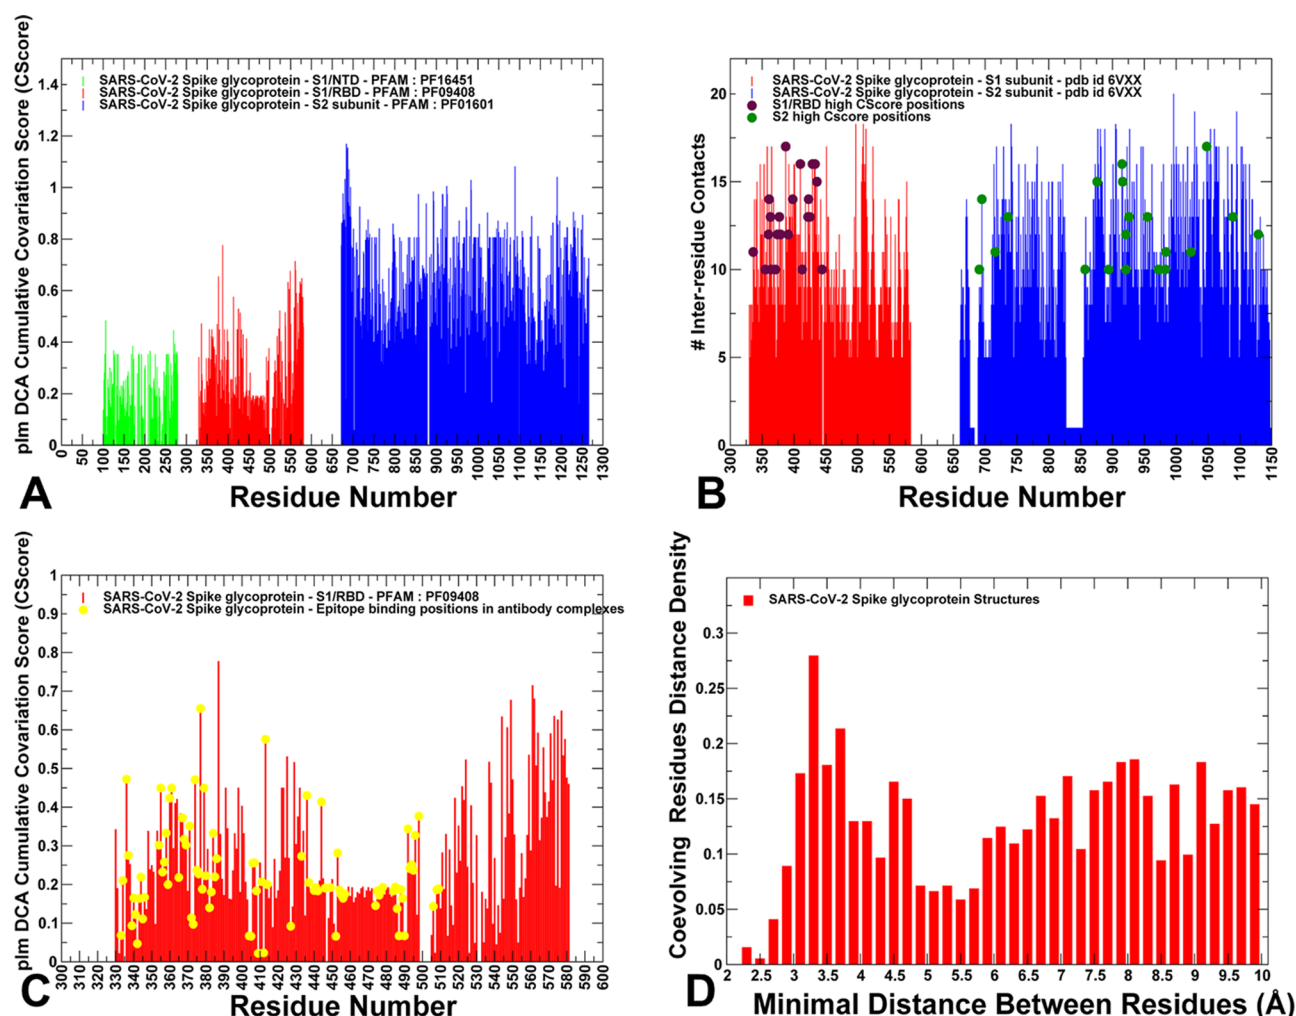 plm DCA Cumulative Covariation Score (CScore)
1.4
1.2
1
0.8
0.6
0.4
0.2
0
SARS-CoV-2 Spike glycoprotein - S1/NTD - PFAM : PF16451
SARS-CoV-2 Spike glycoprotein - S1/RBD - PFAM : PF09408
SARS-CoV-2 Spike glycoprotein - S2 subunit - PFAM : PF01601
0 50 100 150 200 250 300 350 400 450 500 550 600 650 700 750 800 850 900 950 1000 1050 1100 1150 1200 1250 1300
A
Residue Number
# Inter-residue Contacts
20
15
10
5
0
SARS-CoV-2 Spike glycoprotein - S1 subunit - pdb id 6VXX
SARS-CoV-2 Spike glycoprotein - S2 subunit - pdb id 6VXX
S1/RBD high CScore positions
S2 high Cscore positions
300 350 400 450 500 550 600 650 700 750 800 850 900 950 1000 1050 1100 1150
B
Residue Number
plm DCA Cumulative Covariation Score (CScore)
1
0.9
0.8
0.7
0.6
0.5
0.4
0.3
0.2
0.1
0
SARS-CoV-2 Spike glycoprotein - S1/RBD - PFAM : PF09408
SARS-CoV-2 Spike glycoprotein - Epitope binding positions in antibody complexes
300 310 320 330 340 350 360 370 380 390 400 410 420 430 440 450 460 470 480 490 500 510 520 530 540 550 560 570 580 590 600
C
Residue Number
Coevolving Residues Distance Density
0.3
0.25
0.2
0.15
0.1
0.05
0
SARS-CoV-2 Spike glycoprotein Structures
2 2.5 3 3.5 4 4.5 5 5.5 6 6.5 7 7.5 8 8.5 9 9.5 10
D
Minimal Distance Between Residues (Å)